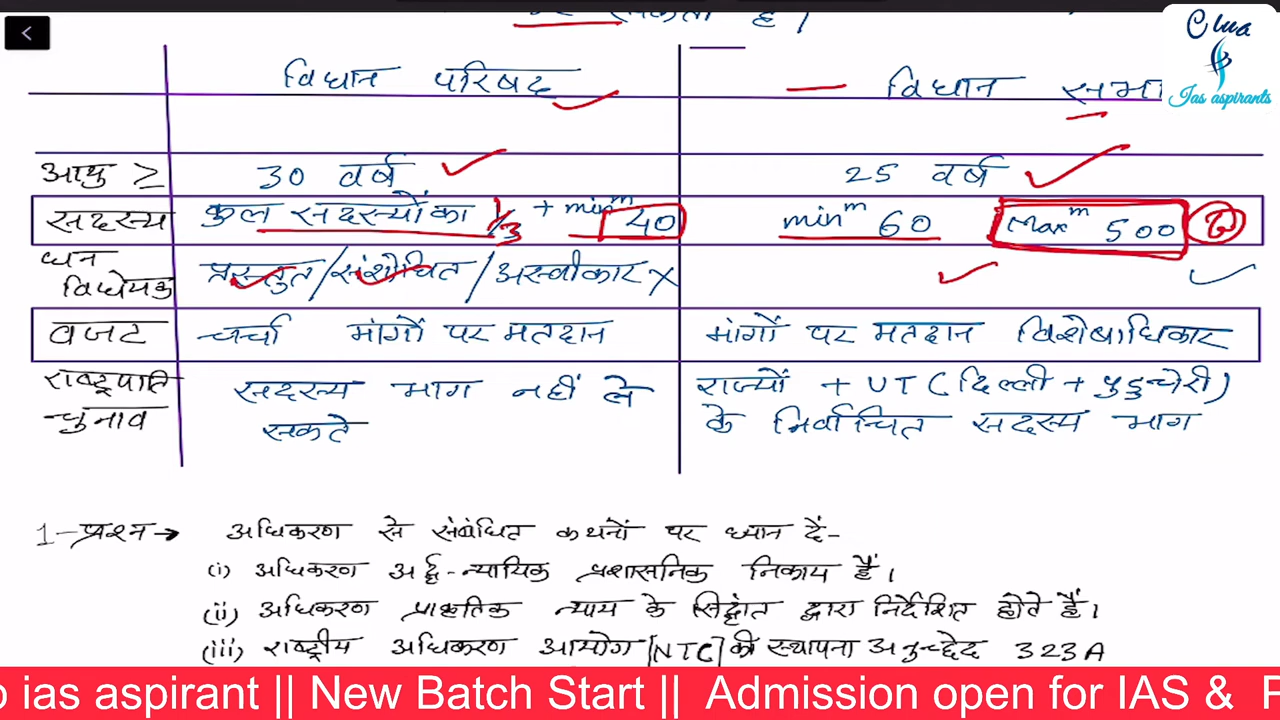 सकता है।
Clua
Ias aspirants
विधान परिषद विधान सभा
आयु ≥ 30 वर्ष 25 वर्ष
सदस्य कुल सदस्यों का 1/3 + minᵐ 40 minᵐ 60 Maxᵐ 500
धन विधेयक प्रस्तुत/संशोधित/अस्वीकार X
बजट चर्चा मांगों पर मतदान मांगों पर मतदान विशेषाधिकार
राष्ट्रपति सदस्य भाग नहीं ले राज्यों + UT (दिल्ली + पुडुचेरी)
चुनाव सकते के निर्वाचित सदस्य भाग
1-प्रश्न → अधिकरण से संबंधित कथनों पर ध्यान दें-
(i) अधिकरण अर्द्ध-न्यायिक प्रशासनिक निकाय हैं।
(ii) अधिकरण प्राकृतिक न्याय के सिद्धांत द्वारा निर्देशित होते हैं।
(iii) राष्ट्रीय अधिकरण आयोग [NTC] की स्थापना अनुच्छेद 323A
o ias aspirant || New Batch Start || Admission open for IAS &